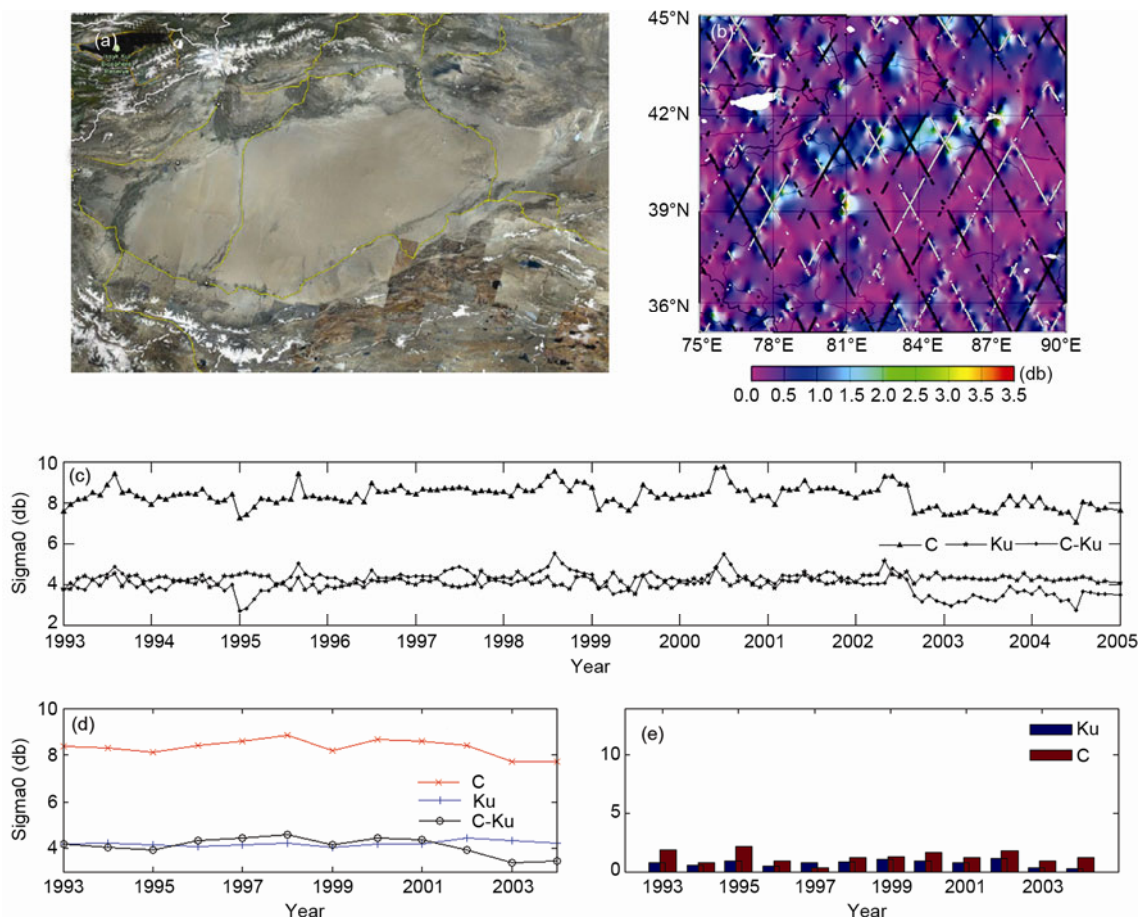 (a)
(b)
45°N
42°N
39°N
36°N
75°E 78°E 81°E 84°E 87°E 90°E
(db)
0.0 0.5 1.0 1.5 2.0 2.5 3.0 3.5
(c)
Sigma0 (db)
10
8
6
4
2
C Ku C-Ku
1993 1994 1995 1996 1997 1998 1999 2000 2001 2002 2003 2004 2005
Year
(d)
Sigma0 (db)
10
8
6
4
C
Ku
C-Ku
1993 1995 1997 1999 2001 2003
Year
(e)
10
5
0
Ku
C
1993 1995 1997 1999 2001 2003
Year